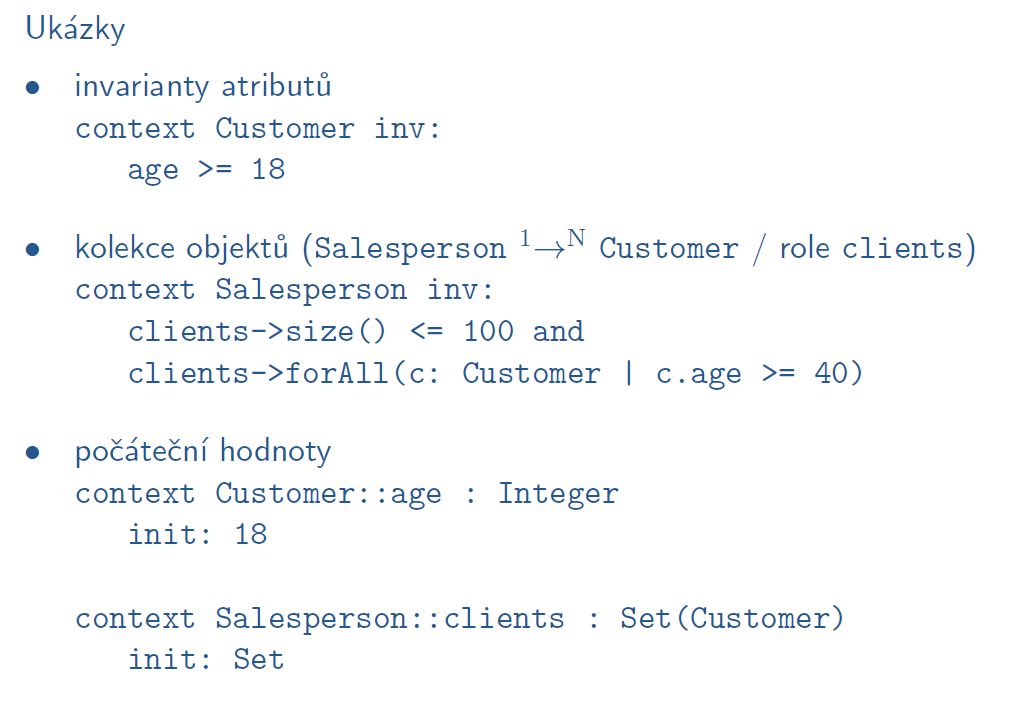 Ukázky
• invarianty atributů
context Customer inv:
age >= 18
• kolekce objektů (Salesperson 1→N Customer / role clients)
context Salesperson inv:
clients->size() <= 100 and
clients->forAll(c: Customer | c.age >= 40)
• počáteční hodnoty
context Customer::age : Integer
init: 18
context Salesperson::clients : Set(Customer)
init: Set